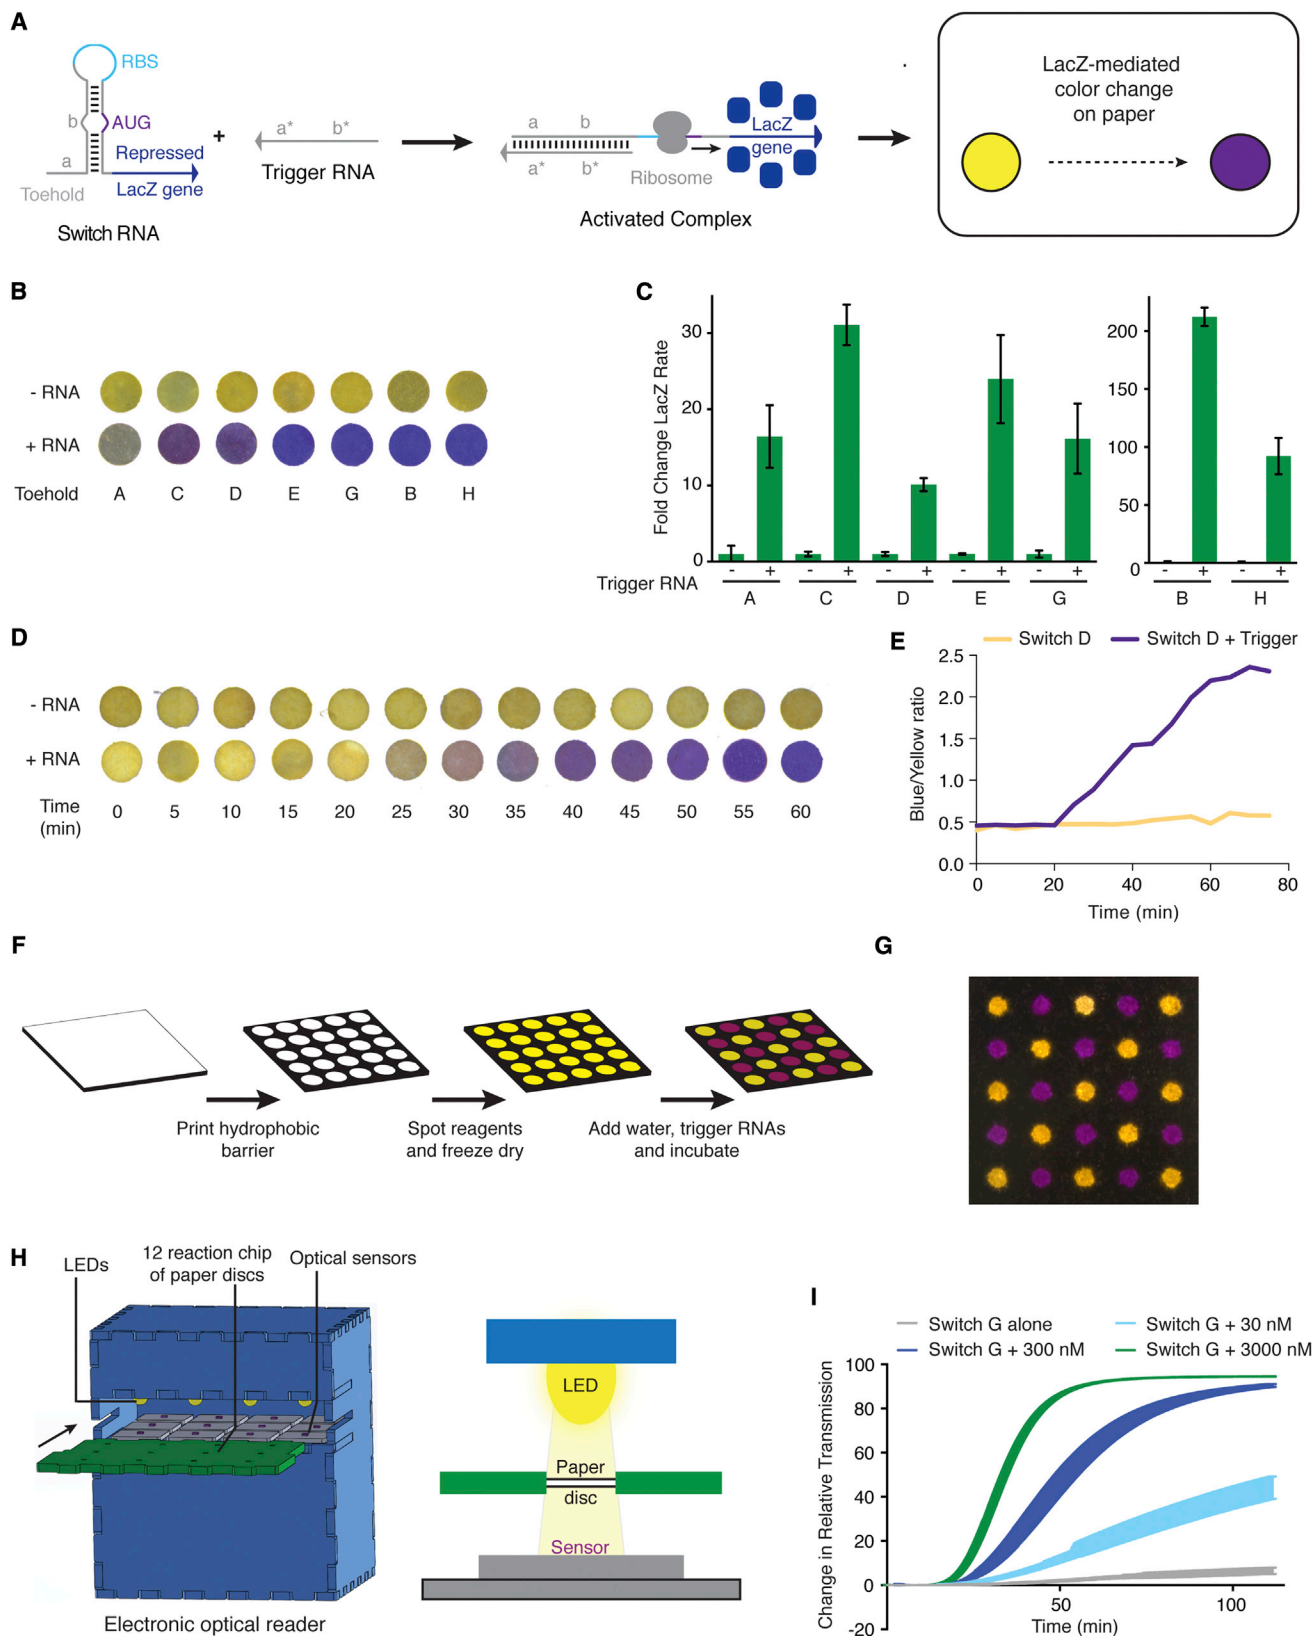 A
RBS
b
AUG
a
Repressed
LacZ gene
Toehold
Switch RNA
+
a* b*
Trigger RNA
a b
a* b*
Ribosome
LacZ
gene
Activated Complex
LacZ-mediated
color change
on paper
B
- RNA
+ RNA
Toehold A C D E G B H
C
Fold Change LacZ Rate
30
20
10
0
Trigger RNA - + - + - + - + - +
A C D E G
200
150
100
50
0
- + - +
B H
D
- RNA
+ RNA
Time
(min)
0 5 10 15 20 25 30 35 40 45 50 55 60
E
Switch D Switch D + Trigger
Blue/Yellow ratio
2.5
2.0
1.5
1.0
0.5
0.0
0 20 40 60 80
Time (min)
F
Print hydrophobic
barrier
Spot reagents
and freeze dry
Add water, trigger RNAs
and incubate
G
H
LEDs
12 reaction chip
of paper discs
Optical sensors
Electronic optical reader
LED
Paper
disc
Sensor
I
Switch G alone Switch G + 30 nM
Switch G + 300 nM Switch G + 3000 nM
Change in Relative Transmission
100
80
60
40
20
0
-20
50 100
Time (min)